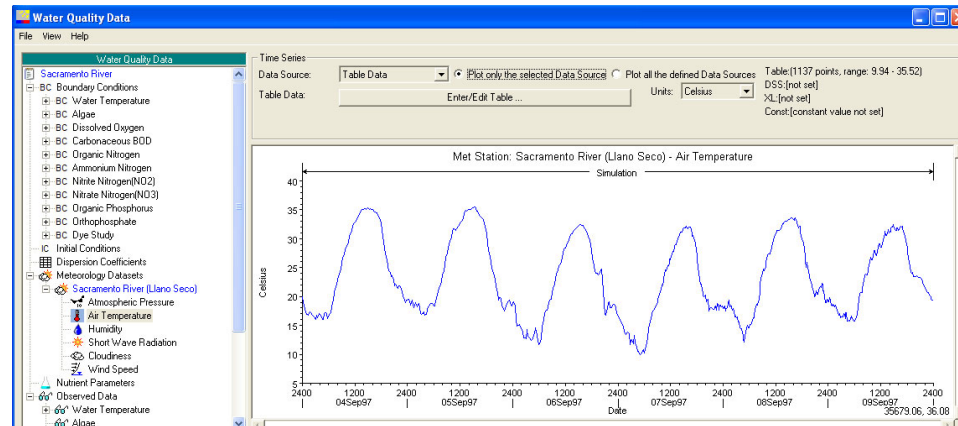 Water Quality Data
File View Help
Water Quality Data
Sacramento River
BC Boundary Conditions
BC Water Temperature
BC Algae
BC Dissolved Oxygen
BC Carbonaceous BOD
BC Organic Nitrogen
BC Ammonium Nitrogen
BC Nitrite Nitrogen(NO2)
BC Nitrate Nitrogen(NO3)
BC Organic Phosphorus
BC Orthophosphate
BC Dye Study
IC Initial Conditions
Dispersion Coefficients
Meteorology Datasets
Sacramento River (Llano Seco)
Atmospheric Pressure
Air Temperature
Humidity
Short Wave Radiation
Cloudiness
Wind Speed
Nutrient Parameters
Observed Data
Water Temperature
Algae
Time Series
Data Source: Table Data Plot only the selected Data Source Plot all the defined Data Sources
Table Data: Enter/Edit Table ... Units: Celsius
Table:(1137 points, range: 9.94 - 35.52)
DSS:[not set]
XL:[not set]
Const:[constant value not set]
Met Station: Sacramento River (Llano Seco) - Air Temperature
Simulation
40
35
30
25
20
15
10
5
Celsius
2400 1200 2400 1200 2400 1200 2400 1200 2400 1200 2400 1200 2400
04Sep97 05Sep97 06Sep97 07Sep97 08Sep97 09Sep97
Date
35679.06, 36.08